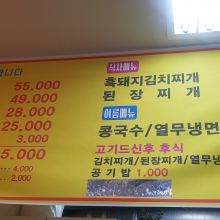 니다
식사메뉴
55,000
흑돼지김치찌개
49,000
된장찌개
28,000
여름메뉴
25,000
콩국수/열무냉면
3,000
고기드신후 후식
5,000
김치찌개/된장찌개/열무냉
4,000
공기밥 1,000
2,000